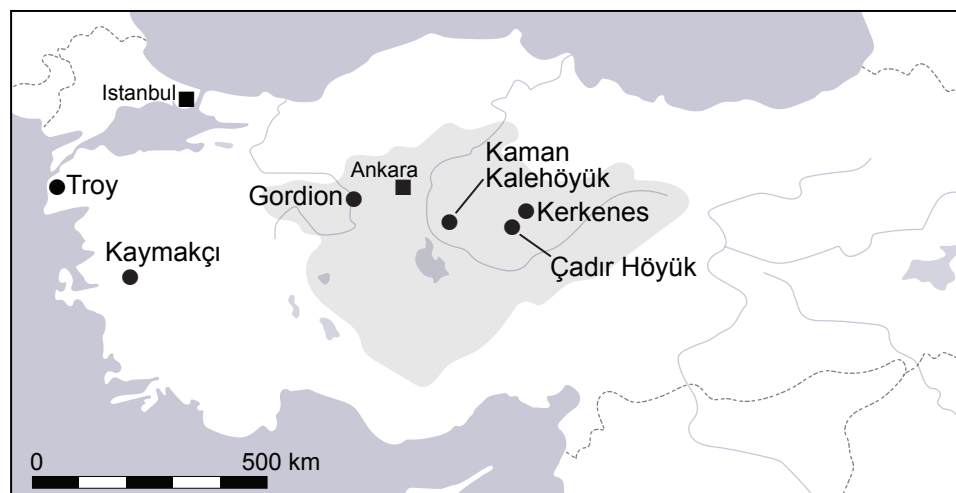 Istanbul
Troy
Kaymakçı
Gordion
Ankara
Kaman
Kalehöyük
Kerkenes
Çadır Höyük
0
500 km